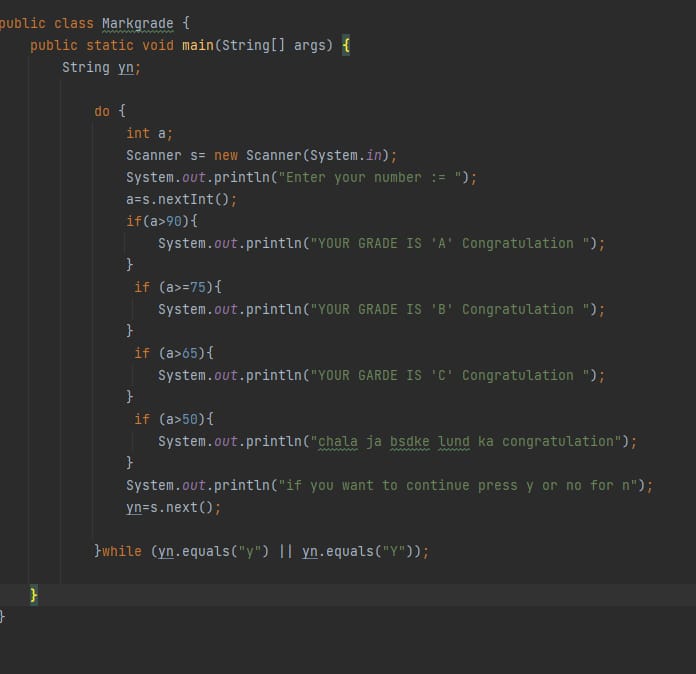 public class Markgrade {
public static void main(String[] args) {
String yn;
do {
int a;
Scanner s= new Scanner(System.in);
System.out.println("Enter your number := ");
a=s.nextInt();
if(a>90){
System.out.println("YOUR GRADE IS 'A' Congratulation ");
}
if (a>=75){
System.out.println("YOUR GRADE IS 'B' Congratulation ");
}
if (a>65){
System.out.println("YOUR GARDE IS 'C' Congratulation ");
}
if (a>50){
System.out.println("chala ja bsdke lund ka congratulation");
}
System.out.println("if you want to continue press y or no for n");
yn=s.next();
}while (yn.equals("y") || yn.equals("Y"));
}
}